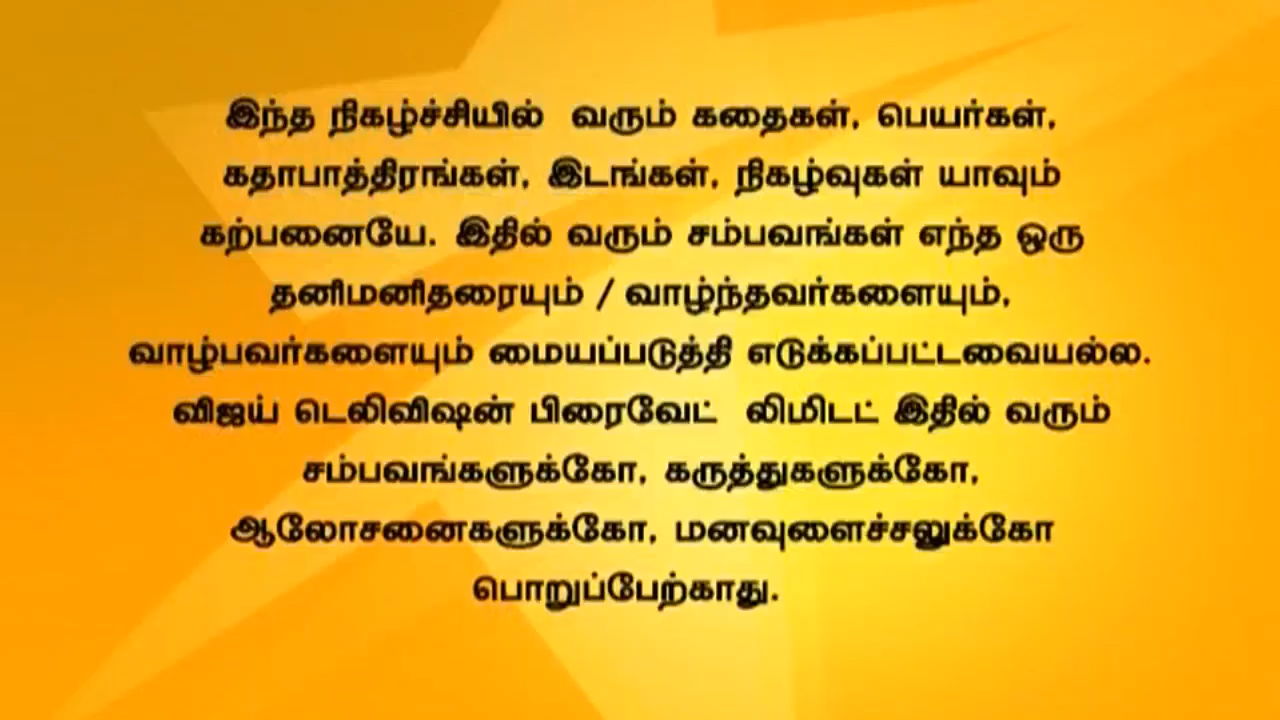 இந்த நிகழ்ச்சியில் வரும் கதைகள், பெயர்கள்,
கதாபாத்திரங்கள், இடங்கள், நிகழ்வுகள் யாவும்
கற்பனையே. இதில் வரும் சம்பவங்கள் எந்த ஒரு
தனிமனிதரையும் / வாழ்ந்தவர்களையும்,
வாழ்பவர்களையும் மையப்படுத்தி எடுக்கப்பட்டவையல்ல.
விஜய் டெலிவிஷன் பிரைவேட் லிமிடட் இதில் வரும்
சம்பவங்களுக்கோ, கருத்துகளுக்கோ,
ஆலோசனைகளுக்கோ, மனவுளைச்சலுக்கோ
பொறுப்பேற்காது.